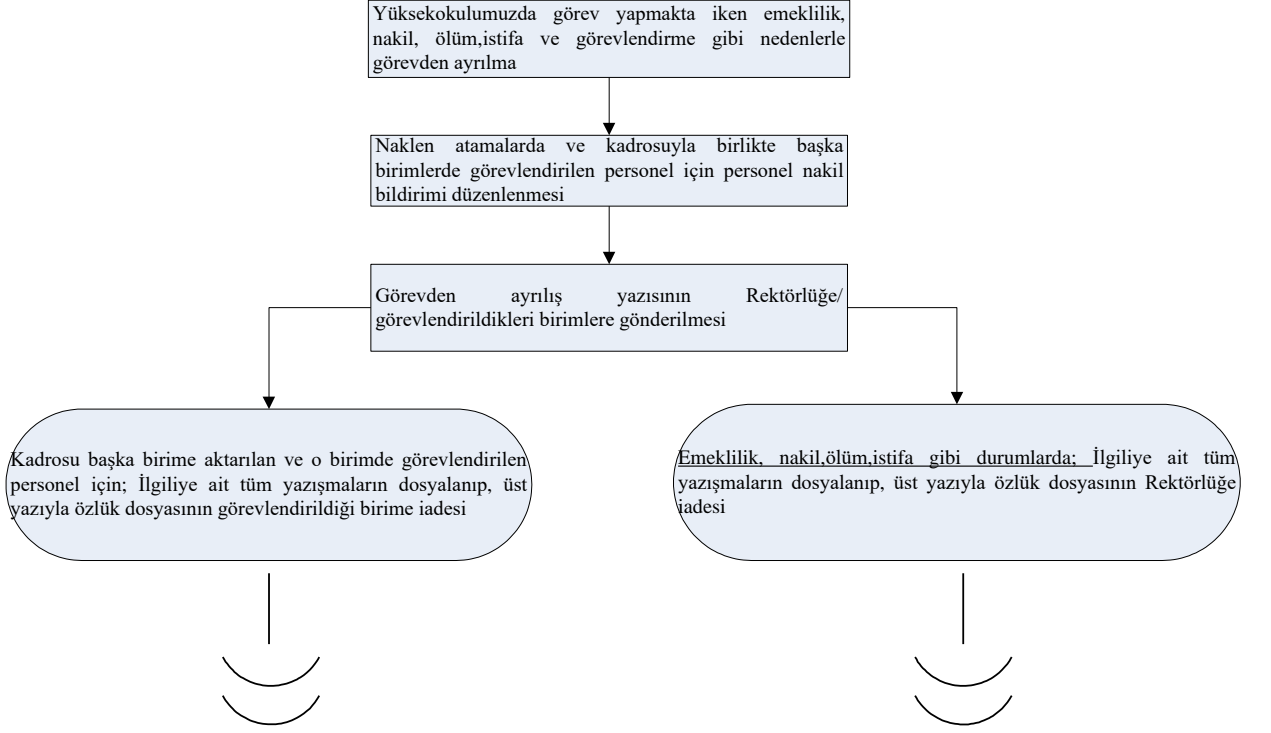 Yüksekokulumuzda görev yapmakta iken emeklilik,
nakil, ölüm,istifa ve görevlendirme gibi nedenlerle
görevden ayrılma
Naklen atamalarda ve kadrosuyla birlikte başka
birimlerde görevlendirilen personel için personel nakil
bildirimi düzenlenmesi
Görevden ayrılış yazısının Rektörlüğe/
görevlendirildikleri birimlere gönderilmesi
Kadrosu başka birime aktarılan ve o birimde görevlendirilen
personel için; İlgiliye ait tüm yazışmaların dosyalanıp, üst
yazıyla özlük dosyasının görevlendirildiği birime iadesi
Emeklilik, nakil,ölüm,istifa gibi durumlarda; İlgiliye ait tüm
yazışmaların dosyalanıp, üst yazıyla özlük dosyasının Rektörlüğe
iadesi